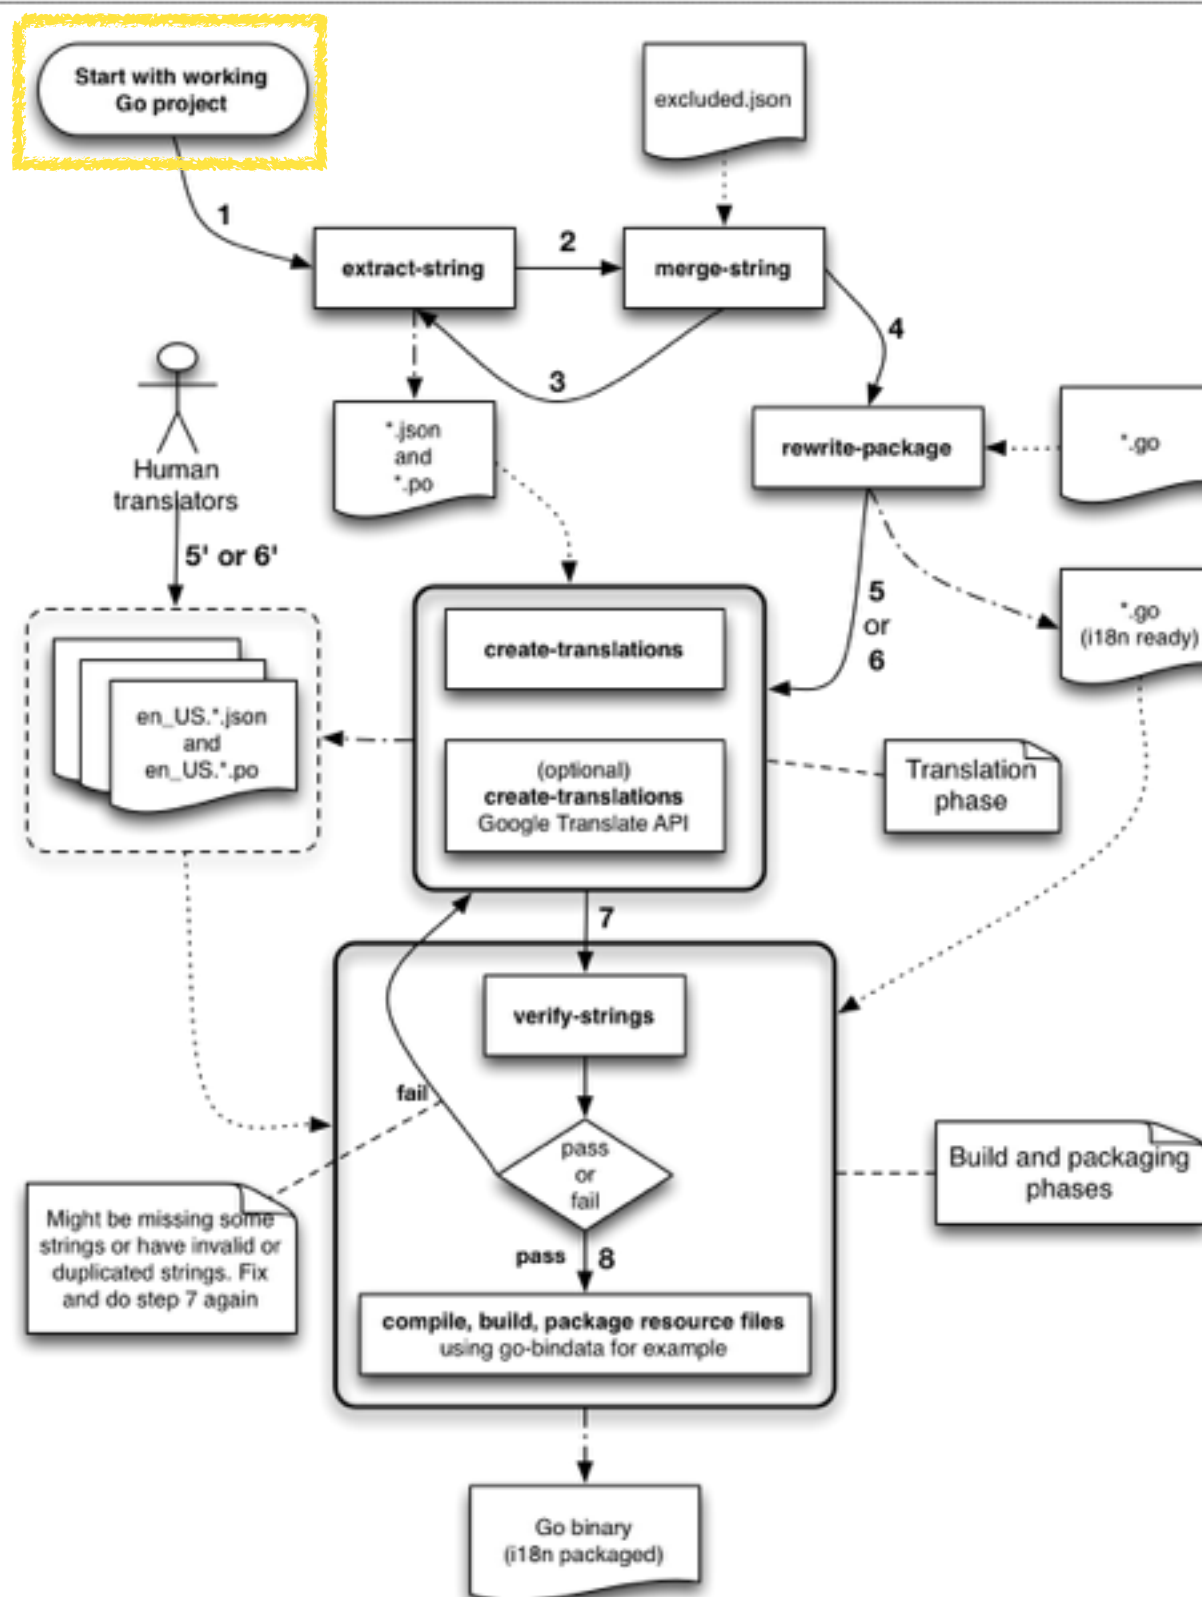 Start with working
Go project
excluded.json
1
extract-string
2
merge-string
3
4
*.json
and
*.po
rewrite-package
*.go
Human
translators
5' or 6'
5
or
6
*.go
(i18n ready)
create-translations
en_US.*.json
and
en_US.*.po
(optional)
create-translations
Google Translate API
Translation
phase
7
verify-strings
fail
pass
or
fail
Build and packaging
phases
Might be missing some
strings or have invalid or
duplicated strings. Fix
and do step 7 again
pass
8
compile, build, package resource files
using go-bindata for example
Go binary
(i18n packaged)